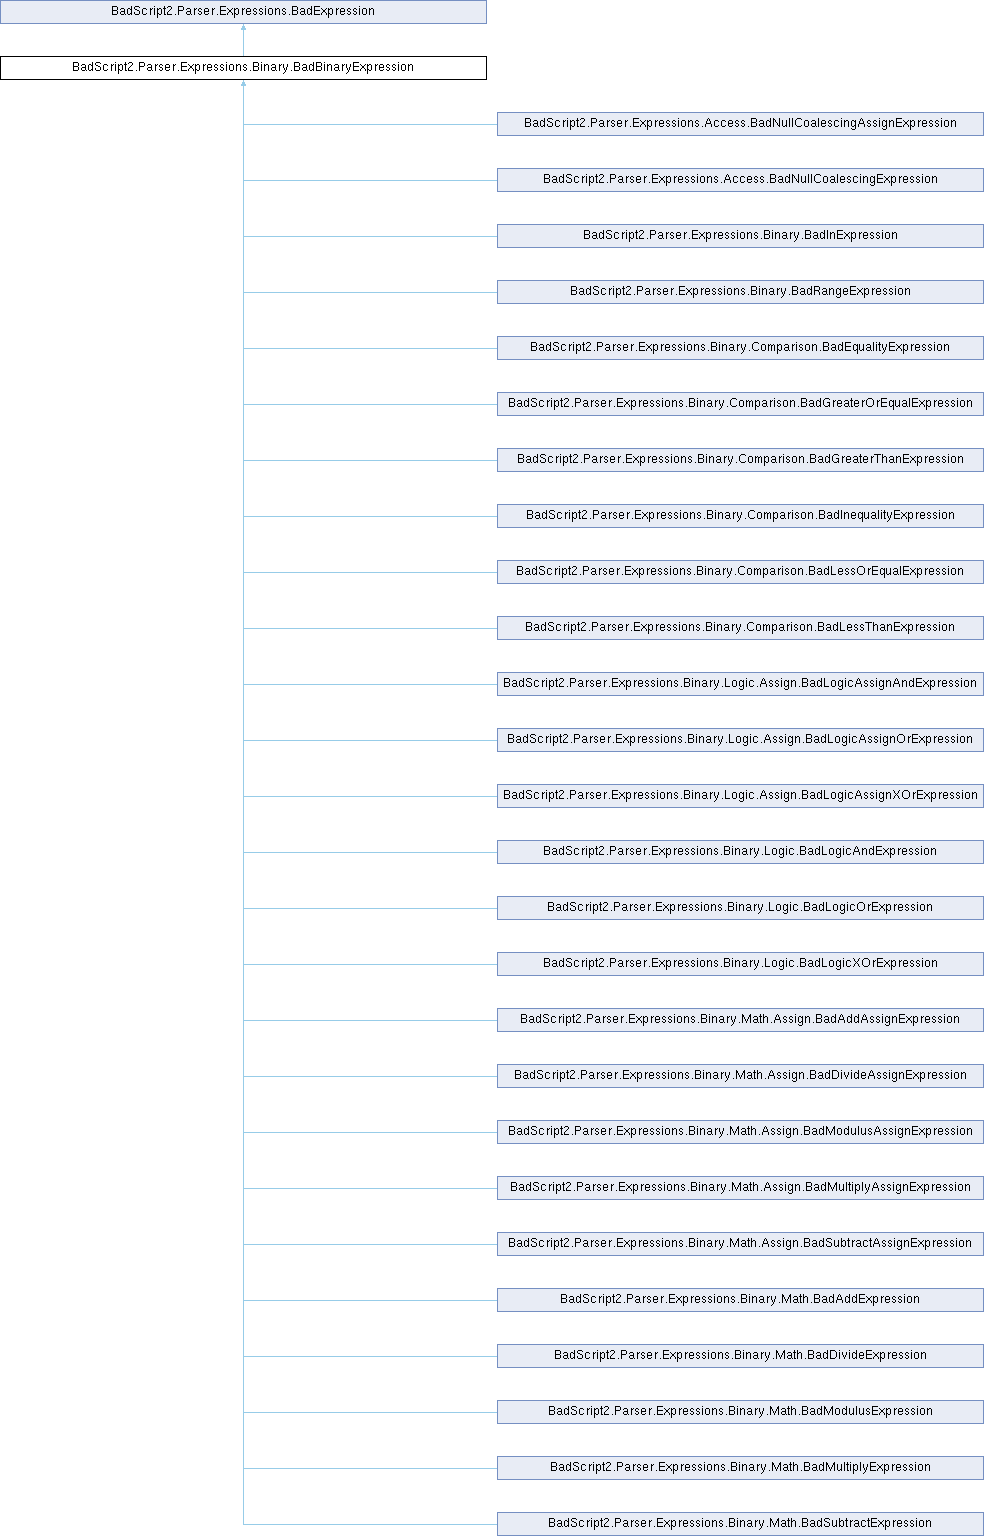 BadScript2.Parser.Expressions.BadExpression
BadScript2.Parser.Expressions.Binary.BadBinaryExpression
BadScript2.Parser.Expressions.Access.BadNullCoalescingAssignExpression
BadScript2.Parser.Expressions.Access.BadNullCoalescingExpression
BadScript2.Parser.Expressions.Binary.BadInExpression
BadScript2.Parser.Expressions.Binary.BadRangeExpression
BadScript2.Parser.Expressions.Binary.Comparison.BadEqualityExpression
BadScript2.Parser.Expressions.Binary.Comparison.BadGreaterOrEqualExpression
BadScript2.Parser.Expressions.Binary.Comparison.BadGreaterThanExpression
BadScript2.Parser.Expressions.Binary.Comparison.BadInequalityExpression
BadScript2.Parser.Expressions.Binary.Comparison.BadLessOrEqualExpression
BadScript2.Parser.Expressions.Binary.Comparison.BadLessThanExpression
BadScript2.Parser.Expressions.Binary.Logic.Assign.BadLogicAssignAndExpression
BadScript2.Parser.Expressions.Binary.Logic.Assign.BadLogicAssignOrExpression
BadScript2.Parser.Expressions.Binary.Logic.Assign.BadLogicAssignXOrExpression
BadScript2.Parser.Expressions.Binary.Logic.BadLogicAndExpression
BadScript2.Parser.Expressions.Binary.Logic.BadLogicOrExpression
BadScript2.Parser.Expressions.Binary.Logic.BadLogicXOrExpression
BadScript2.Parser.Expressions.Binary.Math.Assign.BadAddAssignExpression
BadScript2.Parser.Expressions.Binary.Math.Assign.BadDivideAssignExpression
BadScript2.Parser.Expressions.Binary.Math.Assign.BadModulusAssignExpression
BadScript2.Parser.Expressions.Binary.Math.Assign.BadMultiplyAssignExpression
BadScript2.Parser.Expressions.Binary.Math.Assign.BadSubtractAssignExpression
BadScript2.Parser.Expressions.Binary.Math.BadAddExpression
BadScript2.Parser.Expressions.Binary.Math.BadDivideExpression
BadScript2.Parser.Expressions.Binary.Math.BadModulusExpression
BadScript2.Parser.Expressions.Binary.Math.BadMultiplyExpression
BadScript2.Parser.Expressions.Binary.Math.BadSubtractExpression